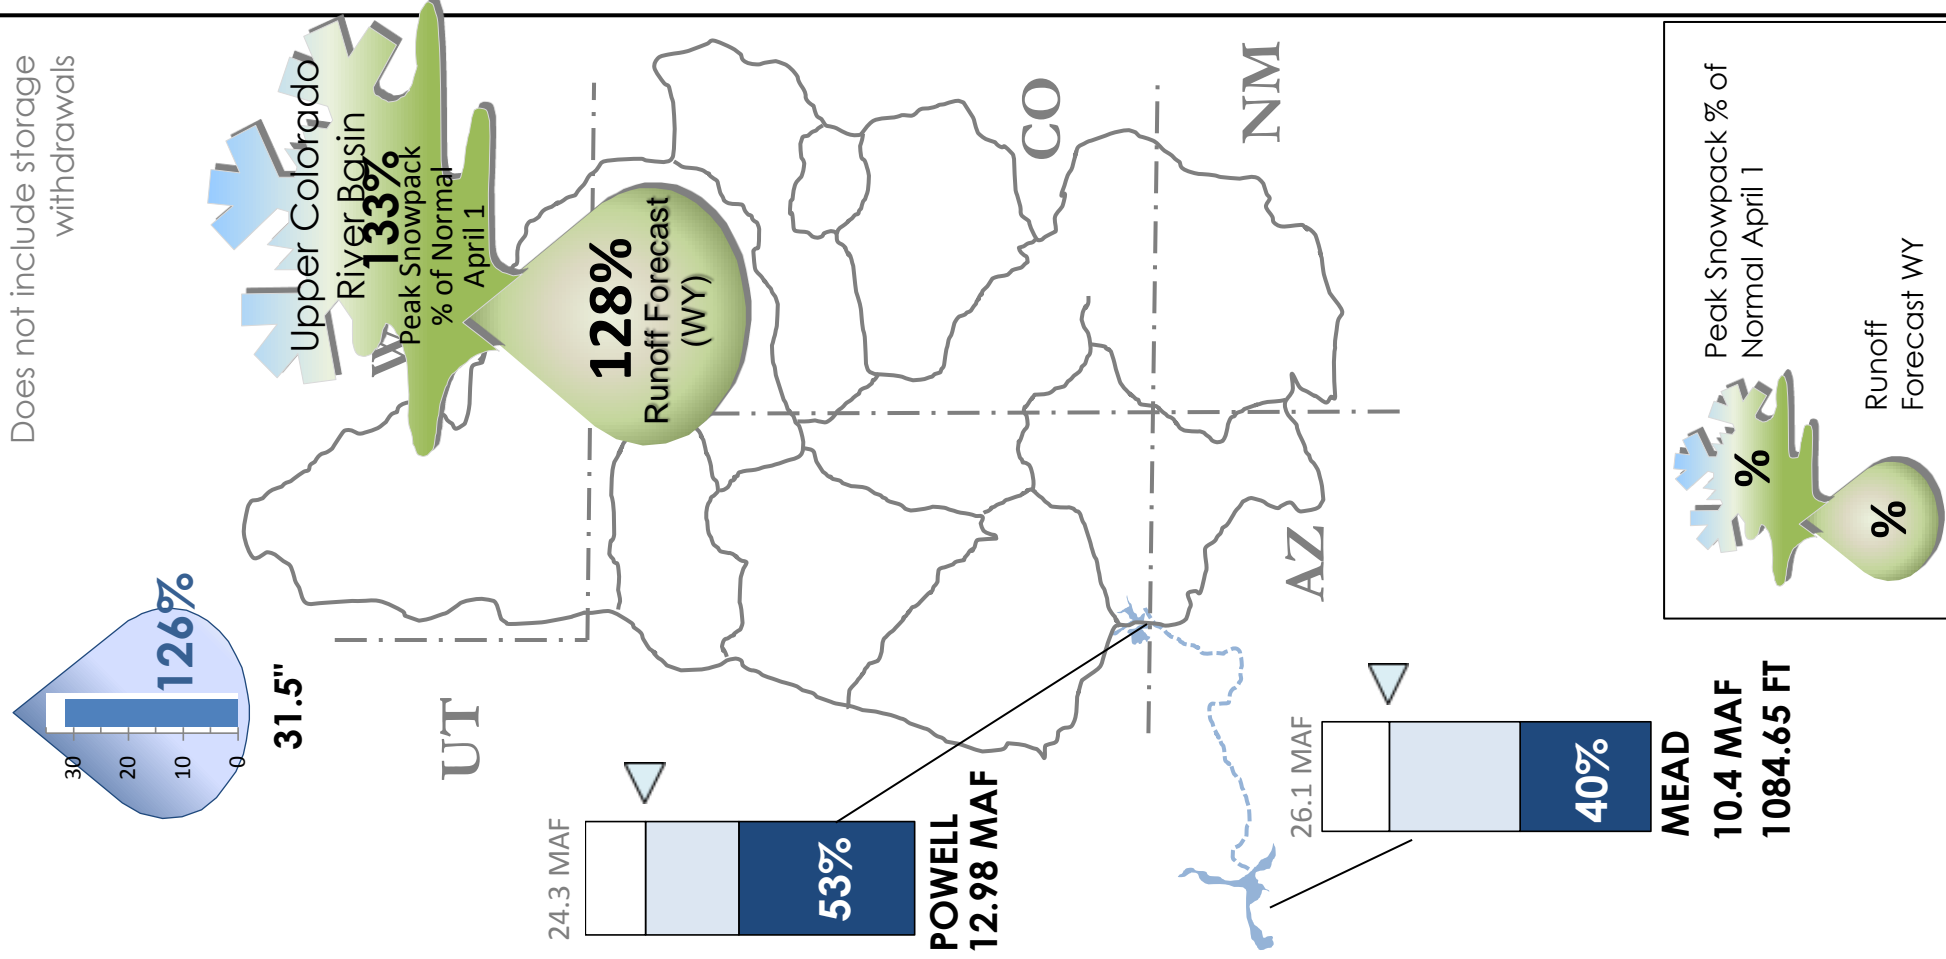 Does not include storage
withdrawals
30
20
10
0
126%
31.5"
Upper Colorado
River Basin
133%
Peak Snowpack
% of Normal
April 1
128%
Runoff Forecast
(WY)
UT
CO
NM
AZ
24.3 MAF
53%
POWELL
12.98 MAF
26.1 MAF
40%
MEAD
10.4 MAF
1084.65 FT
%
Peak Snowpack % of
Normal April 1
%
Runoff
Forecast WY